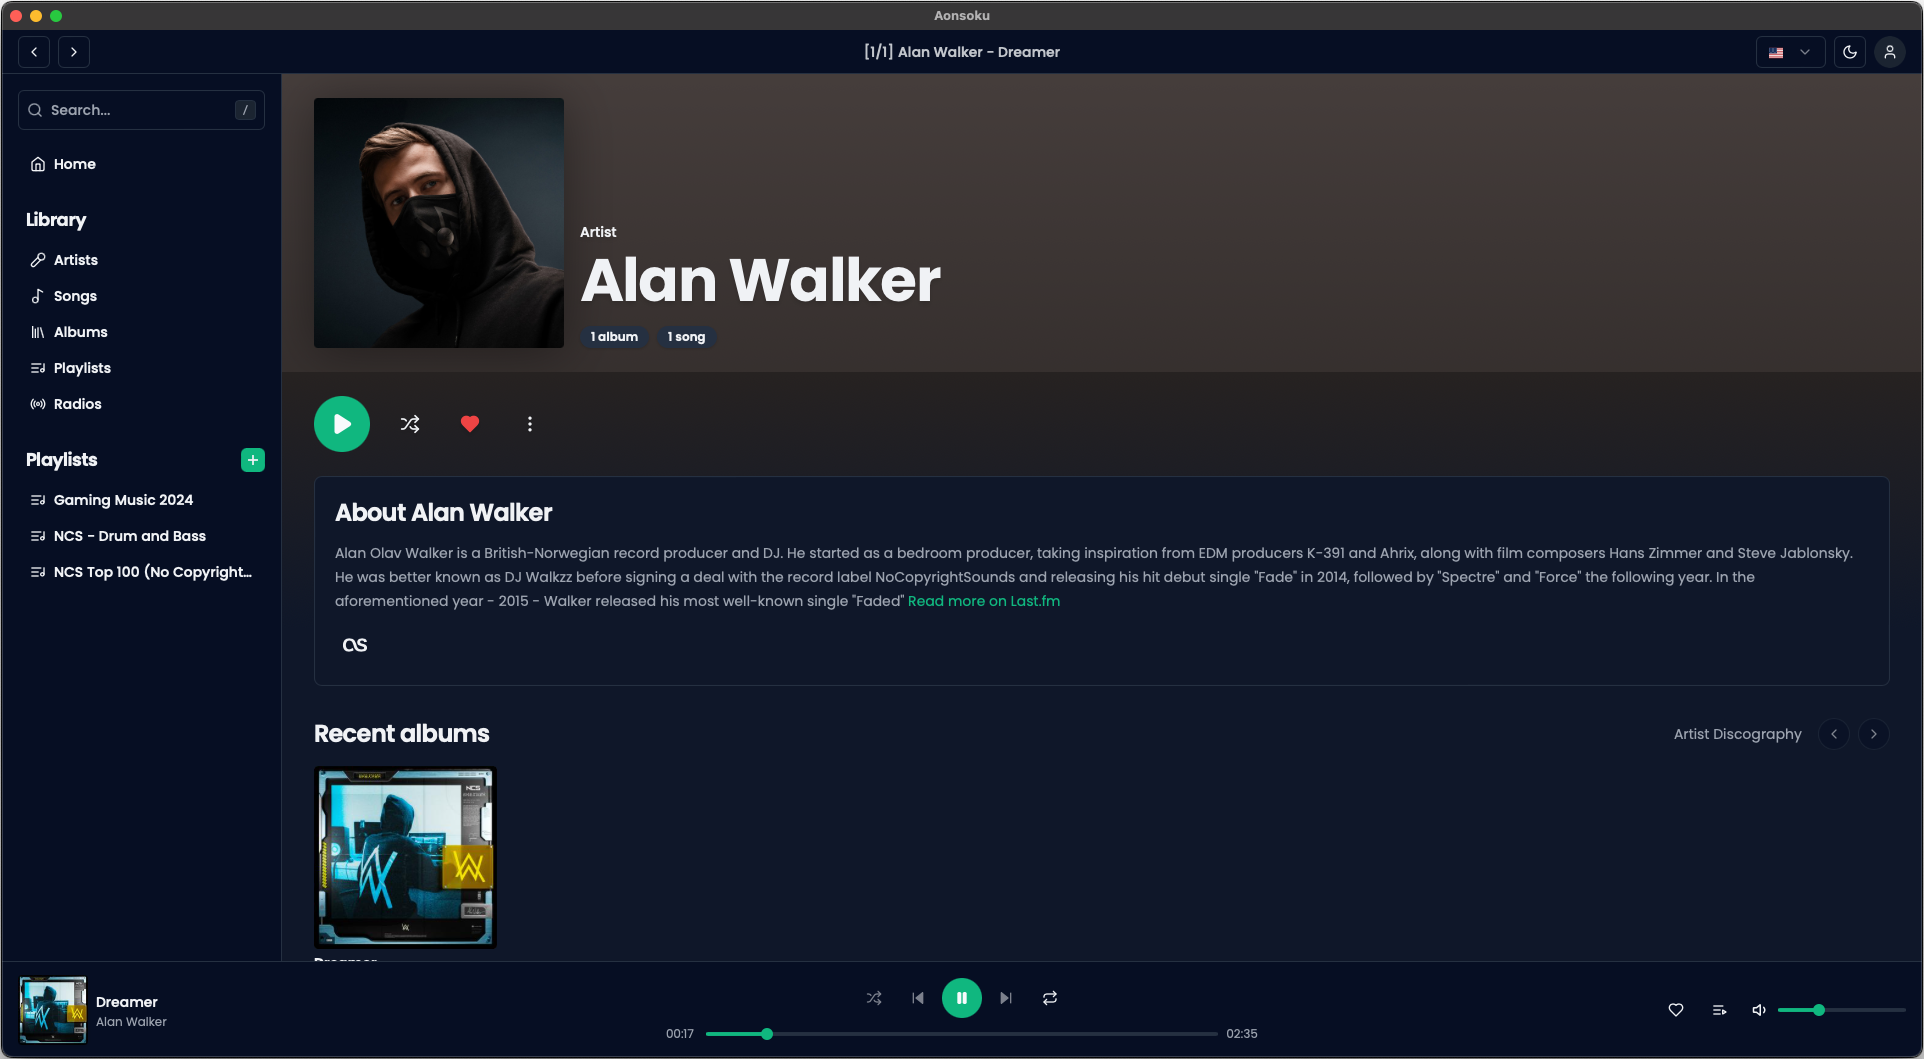 Aonsoku
[1/1] Alan Walker - Dreamer
Search...
/
Home
Library
Artists
Songs
Albums
Playlists
Radios
Playlists
Gaming Music 2024
NCS - Drum and Bass
NCS Top 100 (No Copyright...
Artist
Alan Walker
1 album
1 song
About Alan Walker
Alan Olav Walker is a British-Norwegian record producer and DJ. He started as a bedroom producer, taking inspiration from EDM producers K-391 and Ahrix, along with film composers Hans Zimmer and Steve Jablonsky.
He was better known as DJ Walkzz before signing a deal with the record label NoCopyrightSounds and releasing his hit debut single "Fade" in 2014, followed by "Spectre" and "Force" the following year. In the
aforementioned year - 2015 - Walker released his most well-known single "Faded" Read more on Last.fm
Recent albums
Artist Discography
NCS
Dreamer
Alan Walker
00:17
02:35